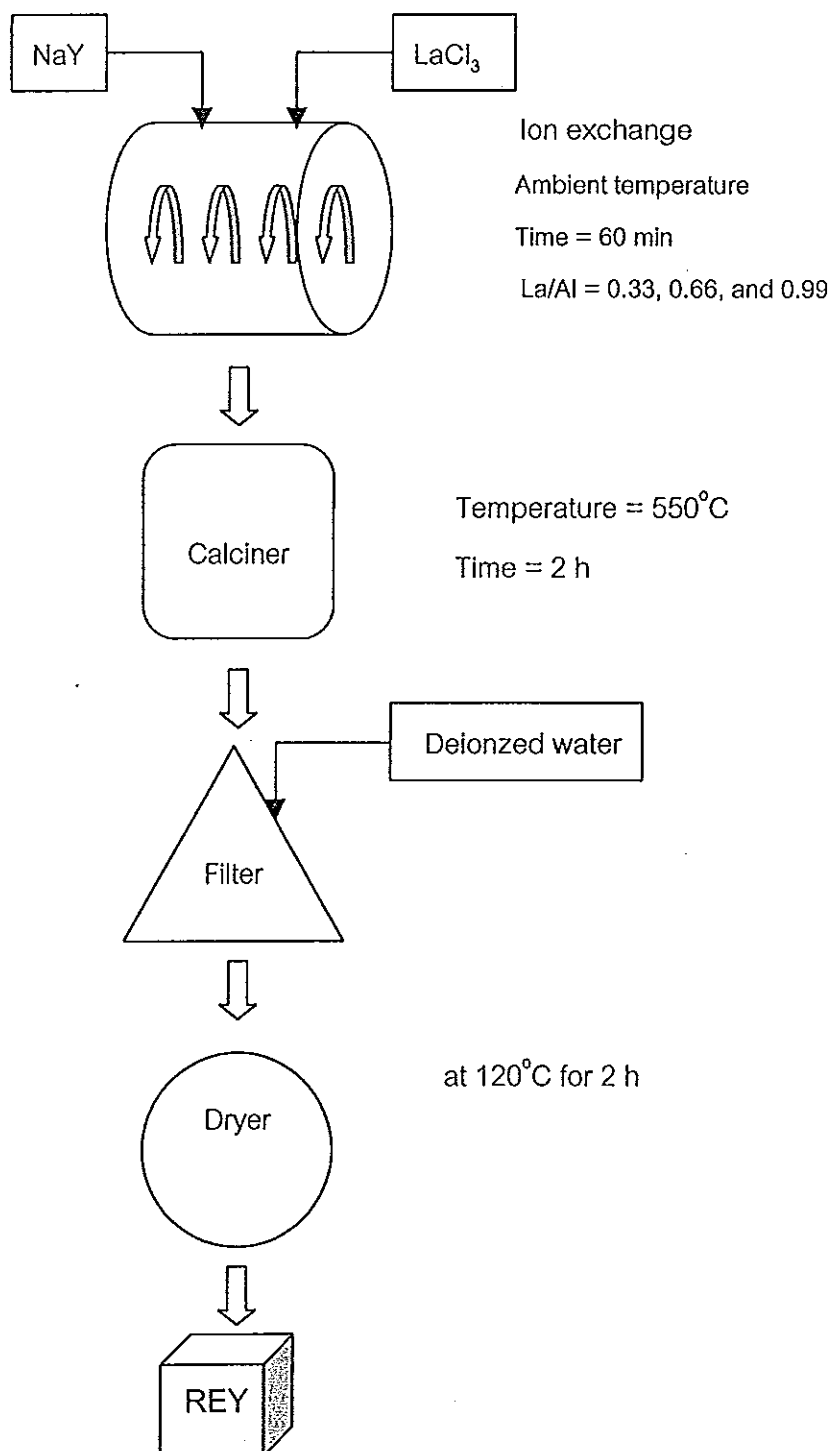 NaY
LaCl₃
Ion exchange
Ambient temperature
Time = 60 min
La/Al = 0.33, 0.66, and 0.99
Calciner
Temperature = 550°C
Time = 2 h
Deionzed water
Filter
at 120°C for 2 h
Dryer
REY